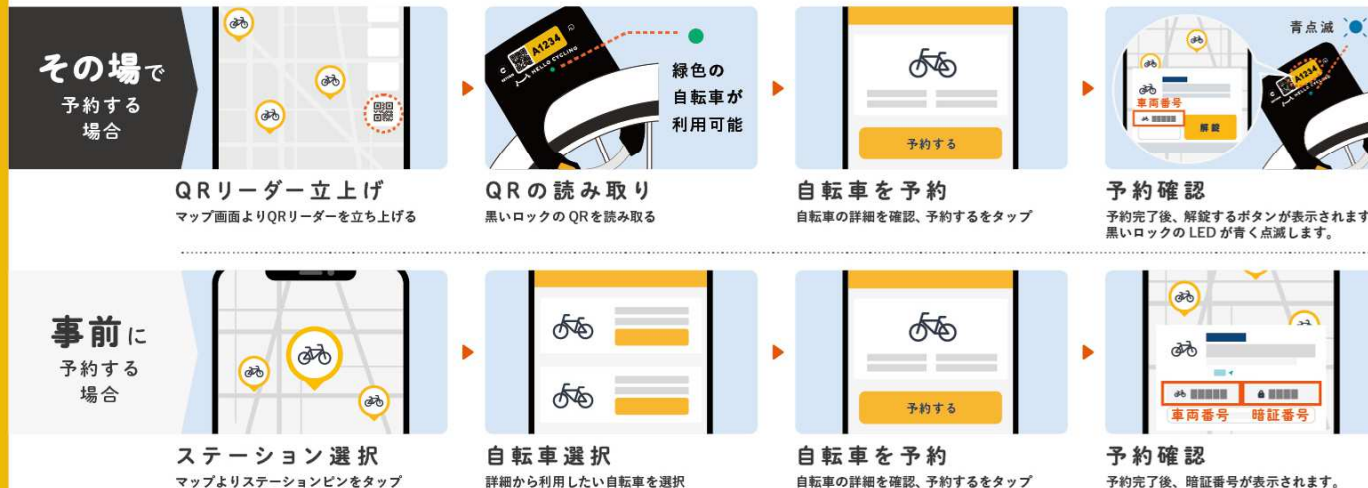 その場で
予約する
場合
A1234
HELLO CYCLING
緑色の
自転車が
利用可能
予約する
青点滅
A1234
HELLO CYCLING
車両番号
解錠
QRリーダー立上げ
マップ画面よりQRリーダーを立ち上げる
QRの読み取り
黒いロックの QR を読み取る
自転車を予約
自転車の詳細を確認、予約するをタップ
予約確認
予約完了後、解錠するボタンが表示されます
黒いロックの LED が青く点滅します。
事前に
予約する
場合
予約する
車両番号
暗証番号
ステーション選択
マップよりステーションピンをタップ
自転車選択
詳細から利用したい自転車を選択
自転車を予約
自転車の詳細を確認、予約するをタップ
予約確認
予約完了後、暗証番号が表示されます。